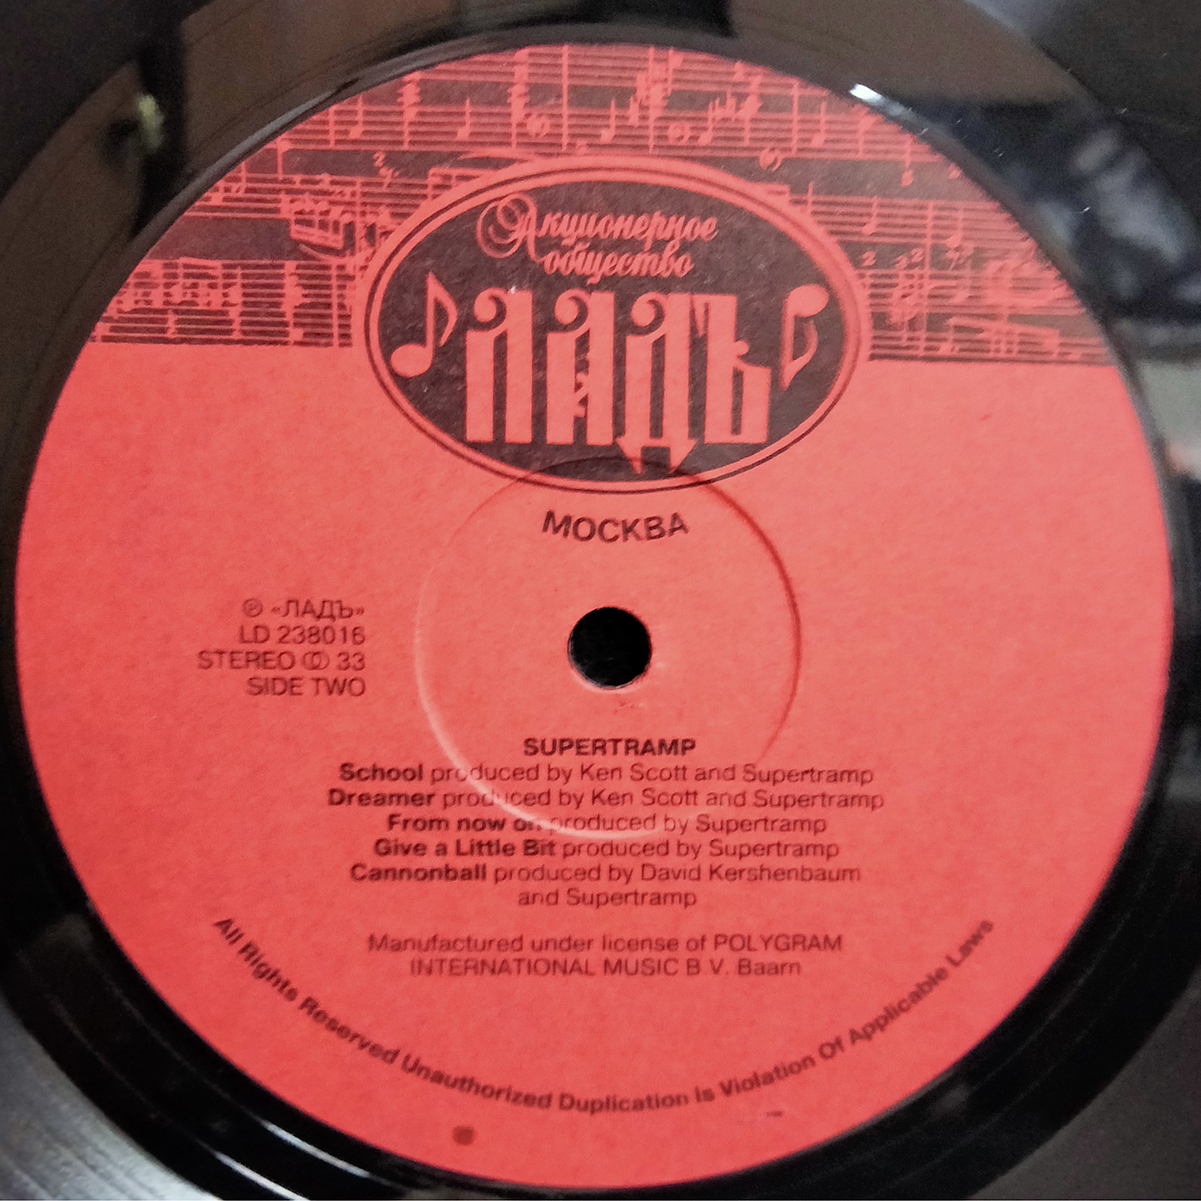 Акционерное
общество
ЛАДЪ
МОСКВА
℗ «ЛАДЪ»
LD 238016
STEREO 33
SIDE TWO
SUPERTRAMP
School produced by Ken Scott and Supertramp
Dreamer produced by Ken Scott and Supertramp
From now on produced by Supertramp
Give a Little Bit produced by Supertramp
Cannonball produced by David Kershenbaum
and Supertramp
Manufactured under license of POLYGRAM
INTERNATIONAL MUSIC B.V. Baarn
All Rights Reserved Unauthorized Duplication Is Violation Of Applicable Laws